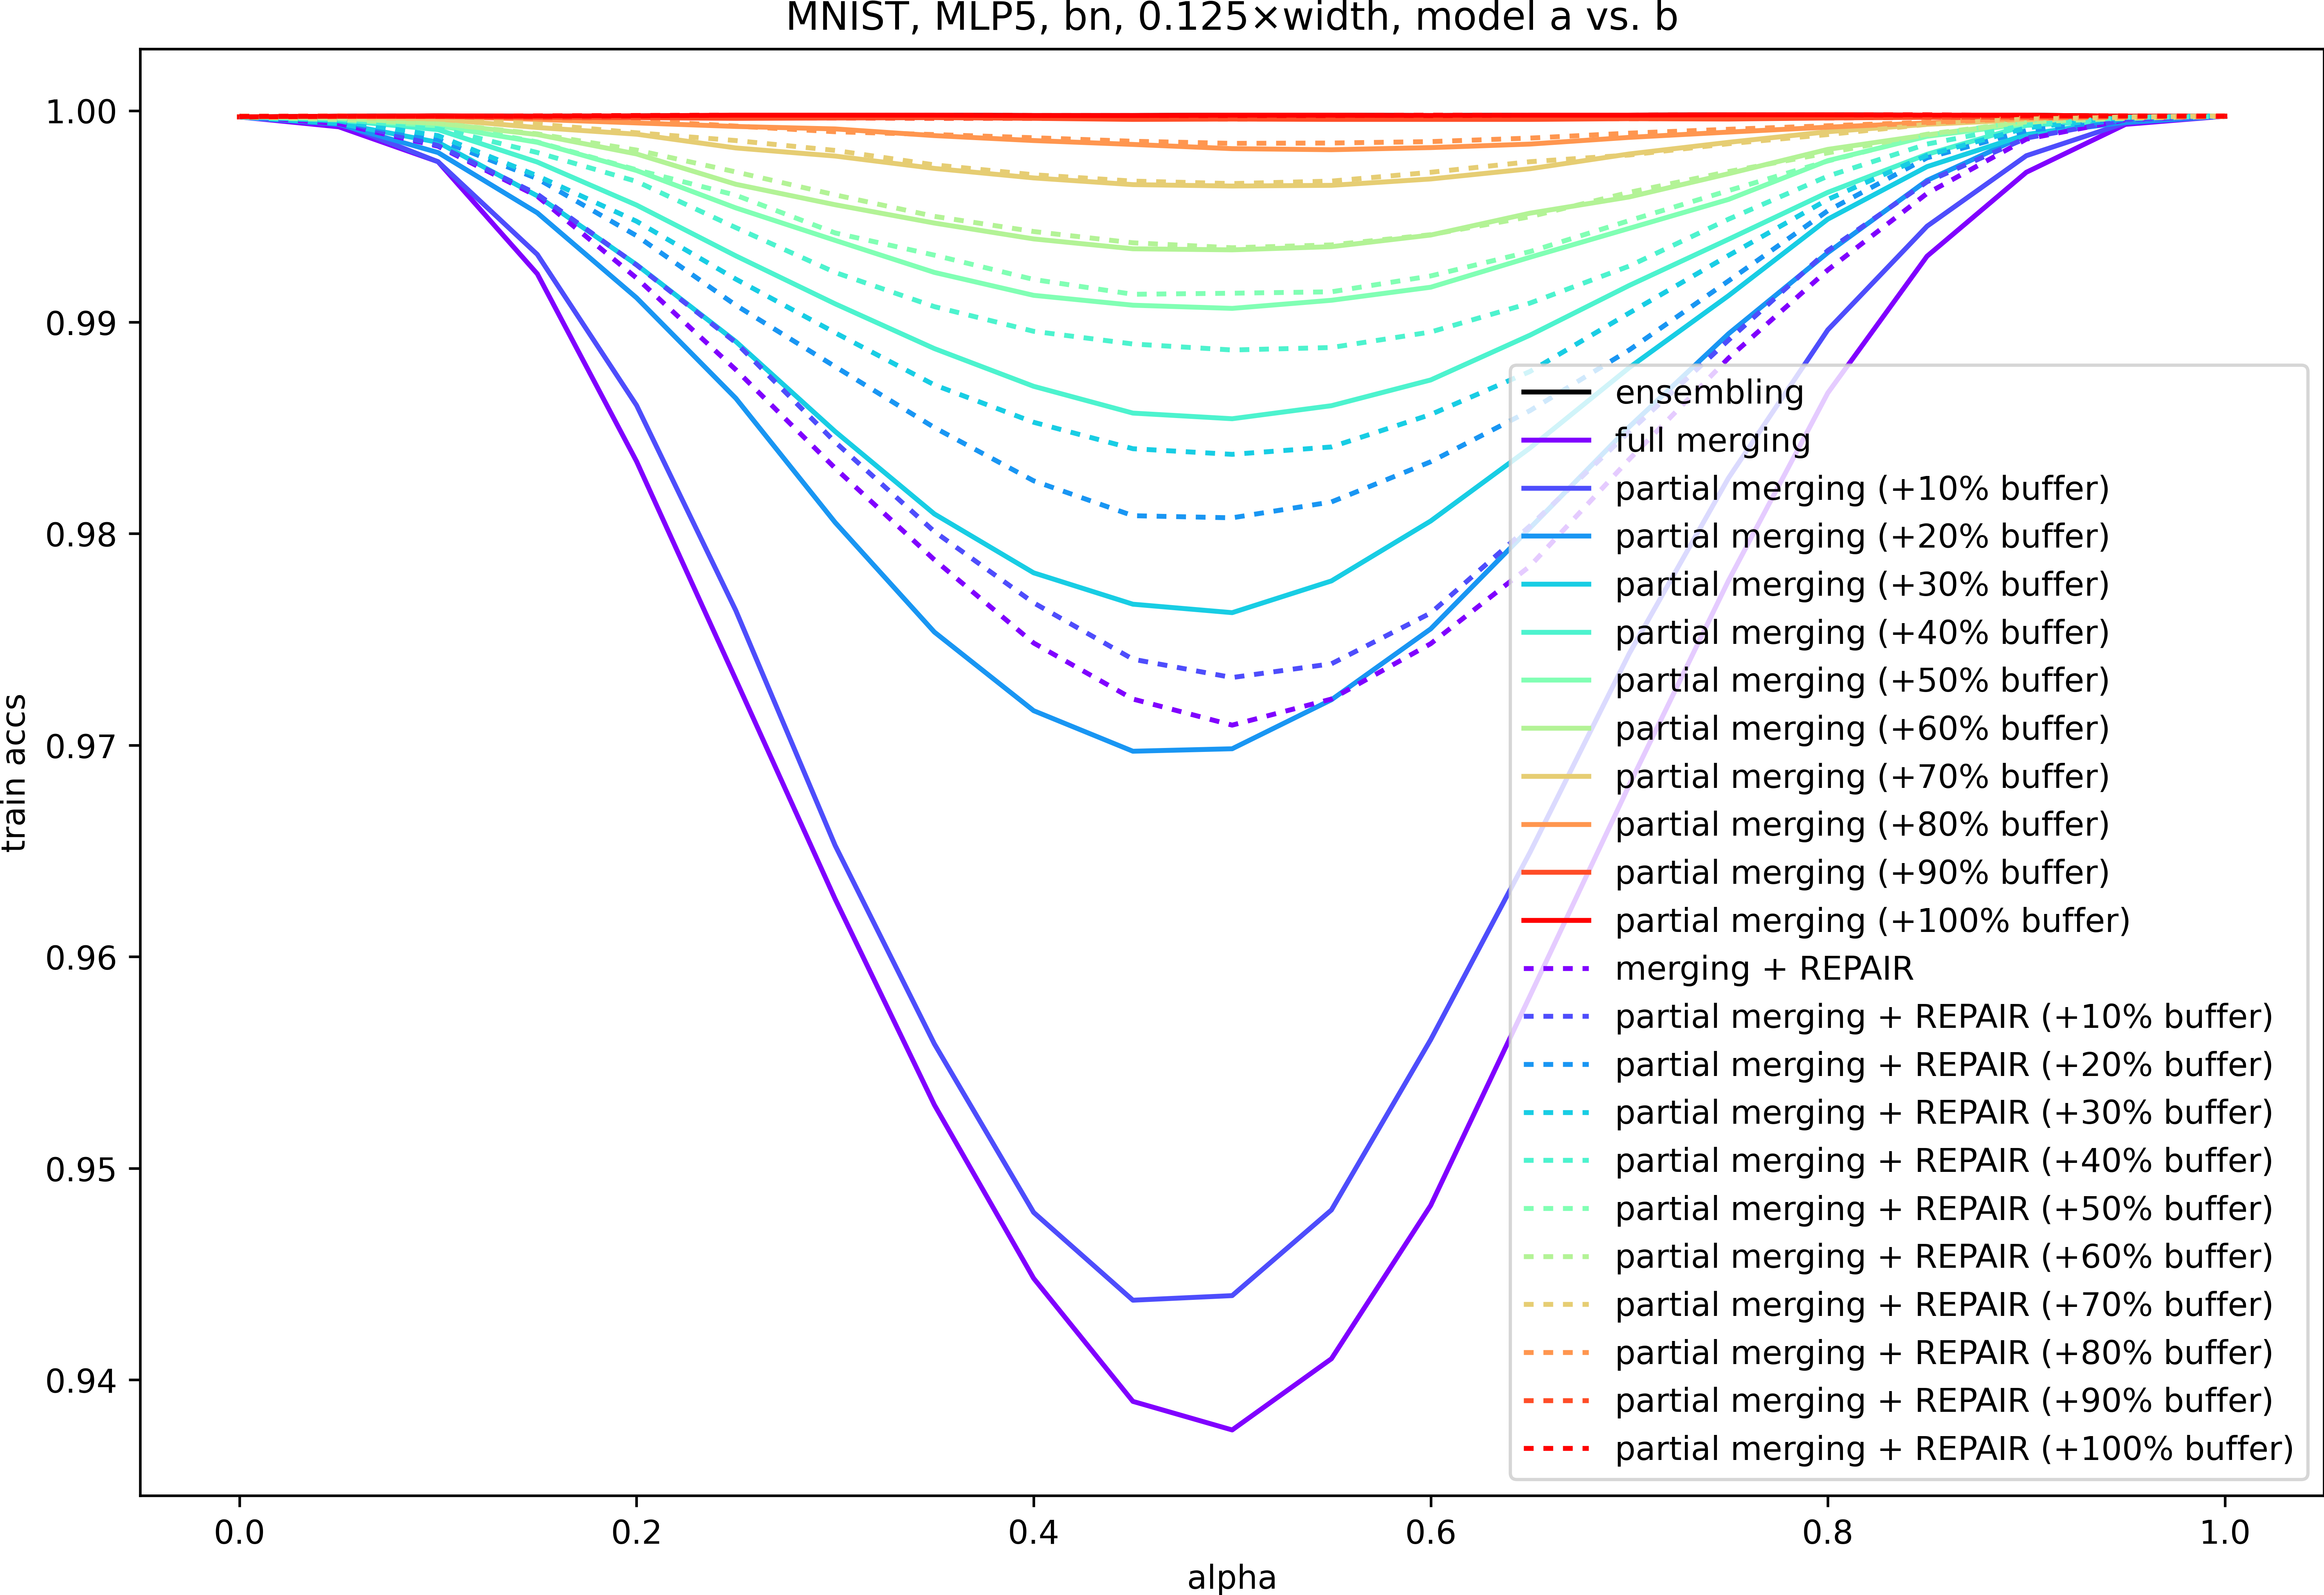 MNIST, MLP5, bn, 0.125×width, model a vs. b
1.00
0.99
0.98
0.97
0.96
0.95
0.94
train accs
0.0
0.2
0.4
0.6
0.8
1.0
alpha
ensembling
full merging
partial merging (+10% buffer)
partial merging (+20% buffer)
partial merging (+30% buffer)
partial merging (+40% buffer)
partial merging (+50% buffer)
partial merging (+60% buffer)
partial merging (+70% buffer)
partial merging (+80% buffer)
partial merging (+90% buffer)
partial merging (+100% buffer)
merging + REPAIR
partial merging + REPAIR (+10% buffer)
partial merging + REPAIR (+20% buffer)
partial merging + REPAIR (+30% buffer)
partial merging + REPAIR (+40% buffer)
partial merging + REPAIR (+50% buffer)
partial merging + REPAIR (+60% buffer)
partial merging + REPAIR (+70% buffer)
partial merging + REPAIR (+80% buffer)
partial merging + REPAIR (+90% buffer)
partial merging + REPAIR (+100% buffer)